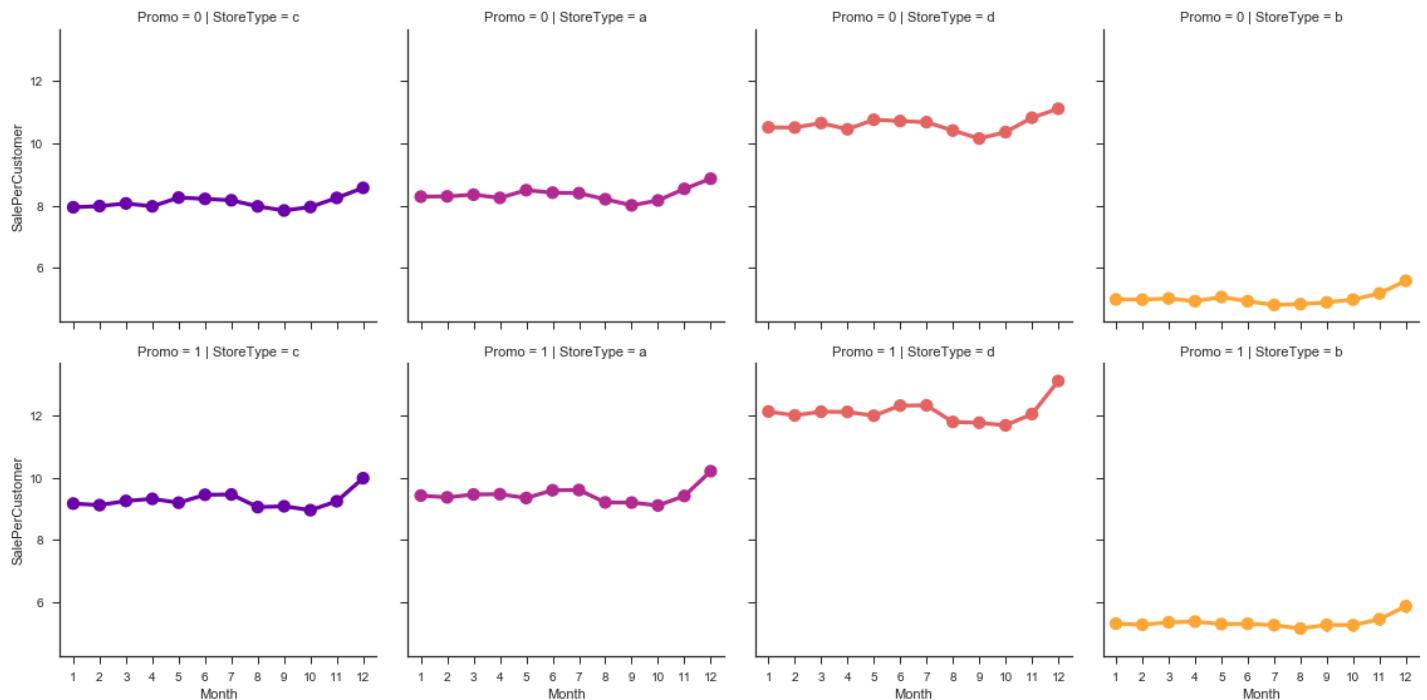 Promo = 0 | StoreType = c
Promo = 0 | StoreType = a
Promo = 0 | StoreType = d
Promo = 0 | StoreType = b
SalePerCustomer
12
10
8
6
Promo = 1 | StoreType = c
Promo = 1 | StoreType = a
Promo = 1 | StoreType = d
Promo = 1 | StoreType = b
SalePerCustomer
12
10
8
6
1 2 3 4 5 6 7 8 9 10 11 12
Month
1 2 3 4 5 6 7 8 9 10 11 12
Month
1 2 3 4 5 6 7 8 9 10 11 12
Month
1 2 3 4 5 6 7 8 9 10 11 12
Month